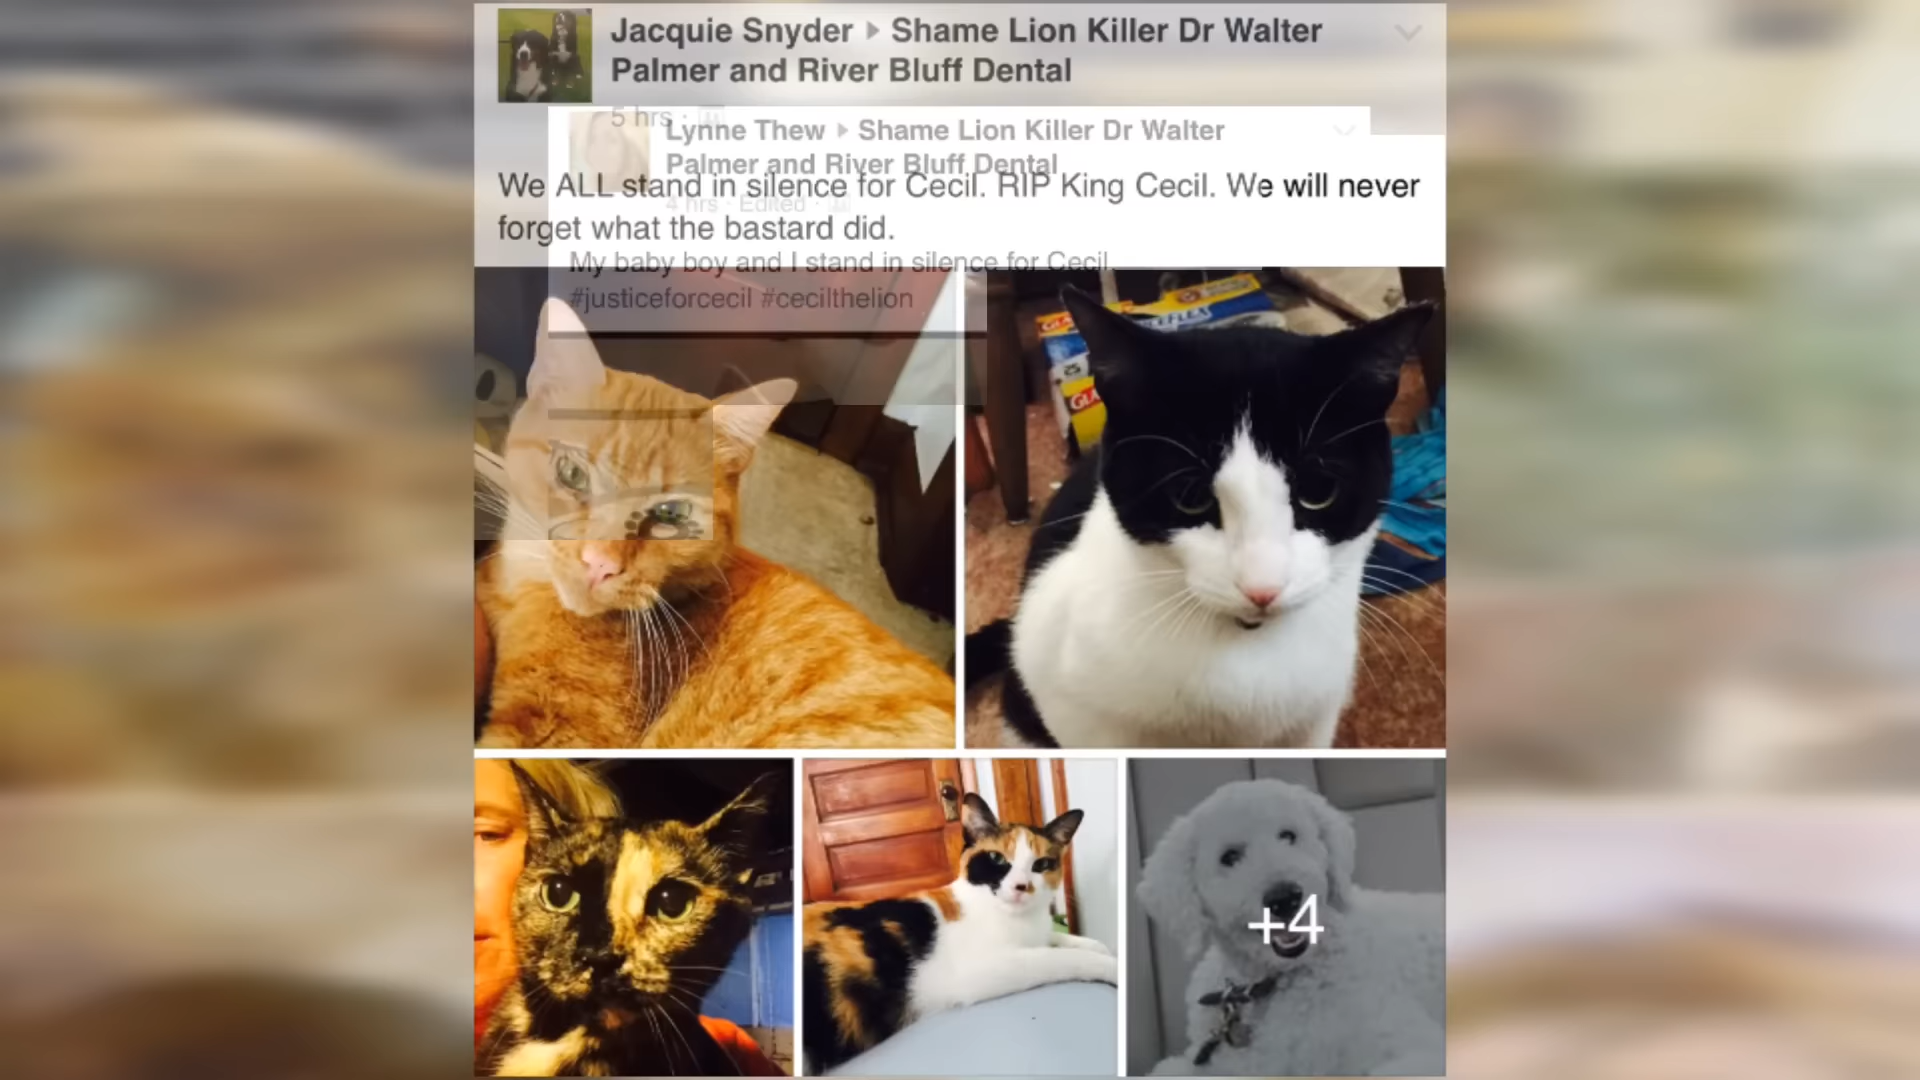 Jacquie Snyder ▸ Shame Lion Killer Dr Walter
Palmer and River Bluff Dental
5 hrs ·
Lynne Thew ▸ Shame Lion Killer Dr Walter
Palmer and River Bluff Dental
We ALL stand in silence for Cecil. RIP King Cecil. We will never
4 hrs · Edited ·
forget what the bastard did.
My baby boy and I stand in silence for Cecil
#justiceforcecil #cecilthelion
+4